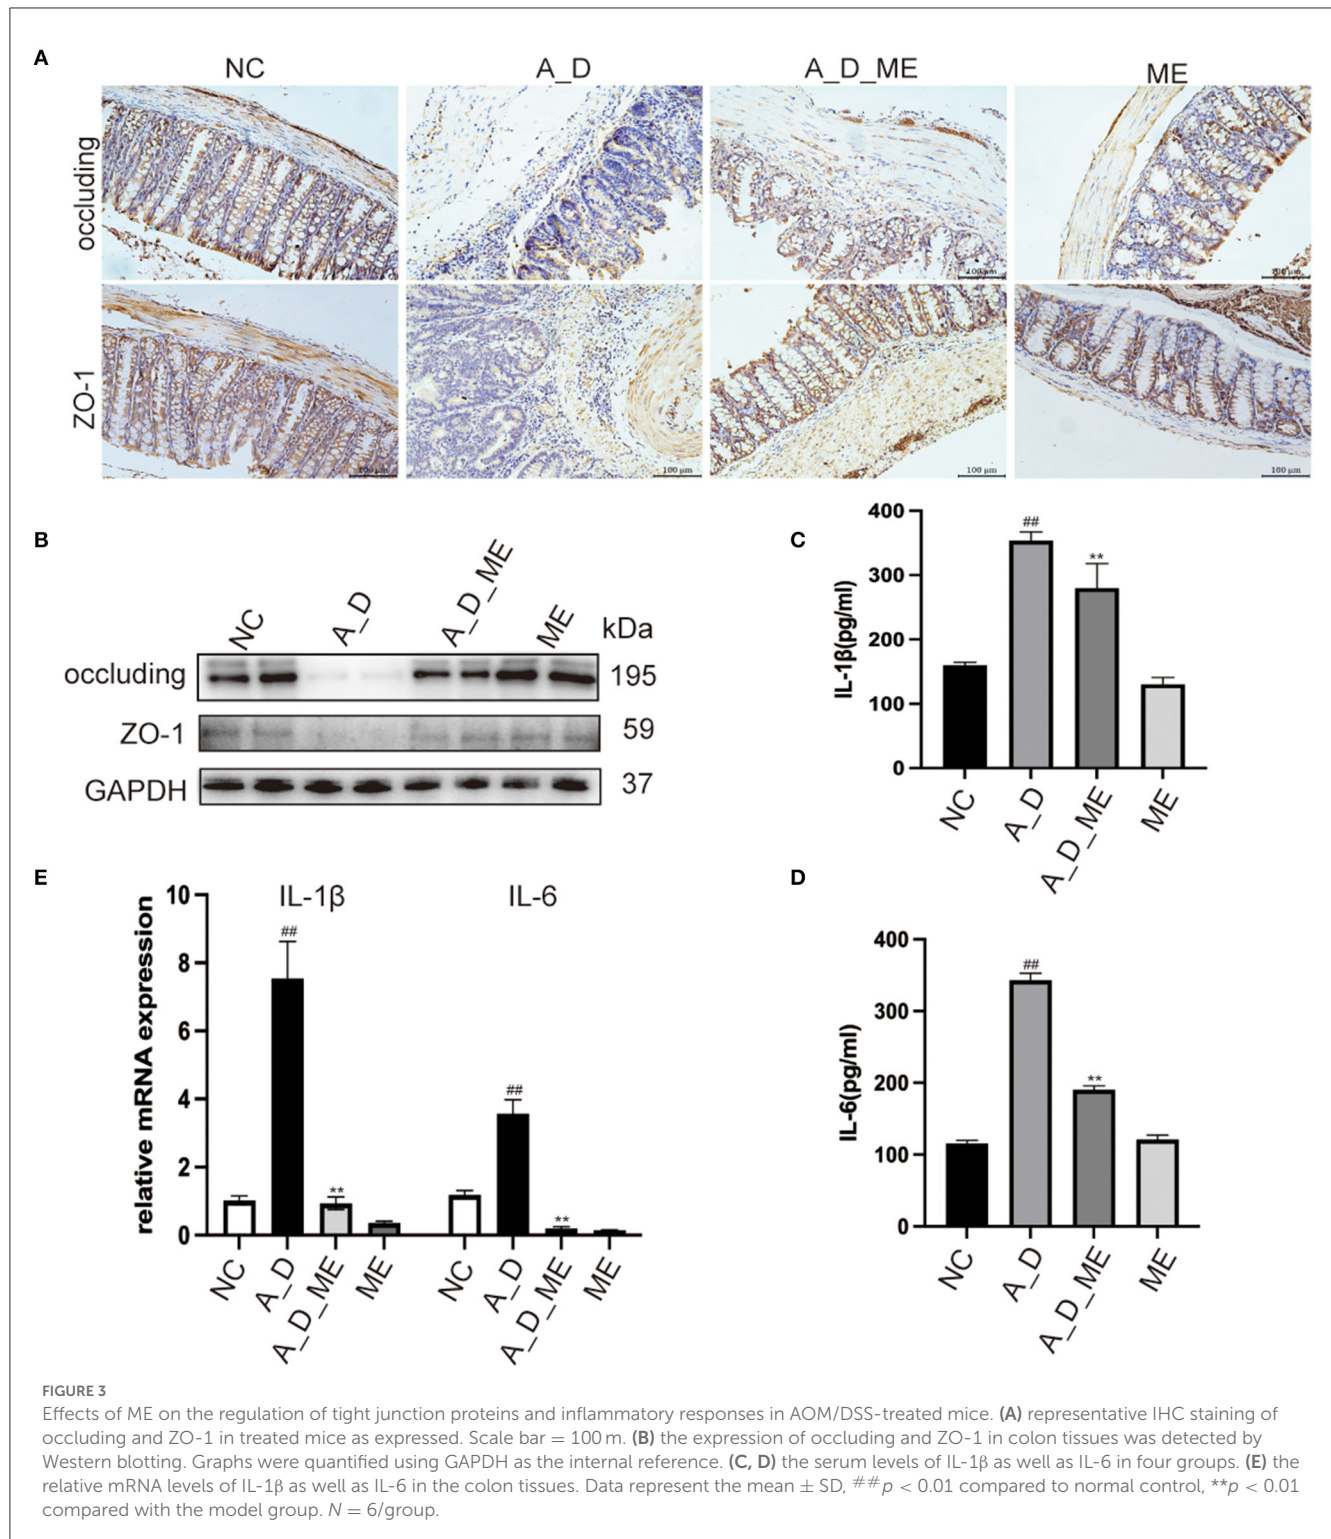 A
NC A_D A_D_ME ME
occluding
100 μm 100 μm 100 μm 100 μm
ZO-1
100 μm 100 μm 100 μm 100 μm
B
NC A_D A_D_ME ME kDa
occluding 195
ZO-1 59
GAPDH 37
C
IL-1β(pg/ml)
400
300
200
100
0
##
**
NC A_D A_D_ME ME
E
IL-1β IL-6
relative mRNA expression
10
8
6
4
2
0
##
**
##
**
NC A_D A_D_ME ME NC A_D A_D_ME ME
D
IL-6(pg/ml)
400
300
200
100
0
##
**
NC A_D A_D_ME ME
FIGURE 3
Effects of ME on the regulation of tight junction proteins and inflammatory responses in AOM/DSS-treated mice. (A) representative IHC staining of
occluding and ZO-1 in treated mice as expressed. Scale bar = 100 m. (B) the expression of occluding and ZO-1 in colon tissues was detected by
Western blotting. Graphs were quantified using GAPDH as the internal reference. (C, D) the serum levels of IL-1β as well as IL-6 in four groups. (E) the
relative mRNA levels of IL-1β as well as IL-6 in the colon tissues. Data represent the mean ± SD, ##p < 0.01 compared to normal control, **p < 0.01
compared with the model group. N = 6/group.